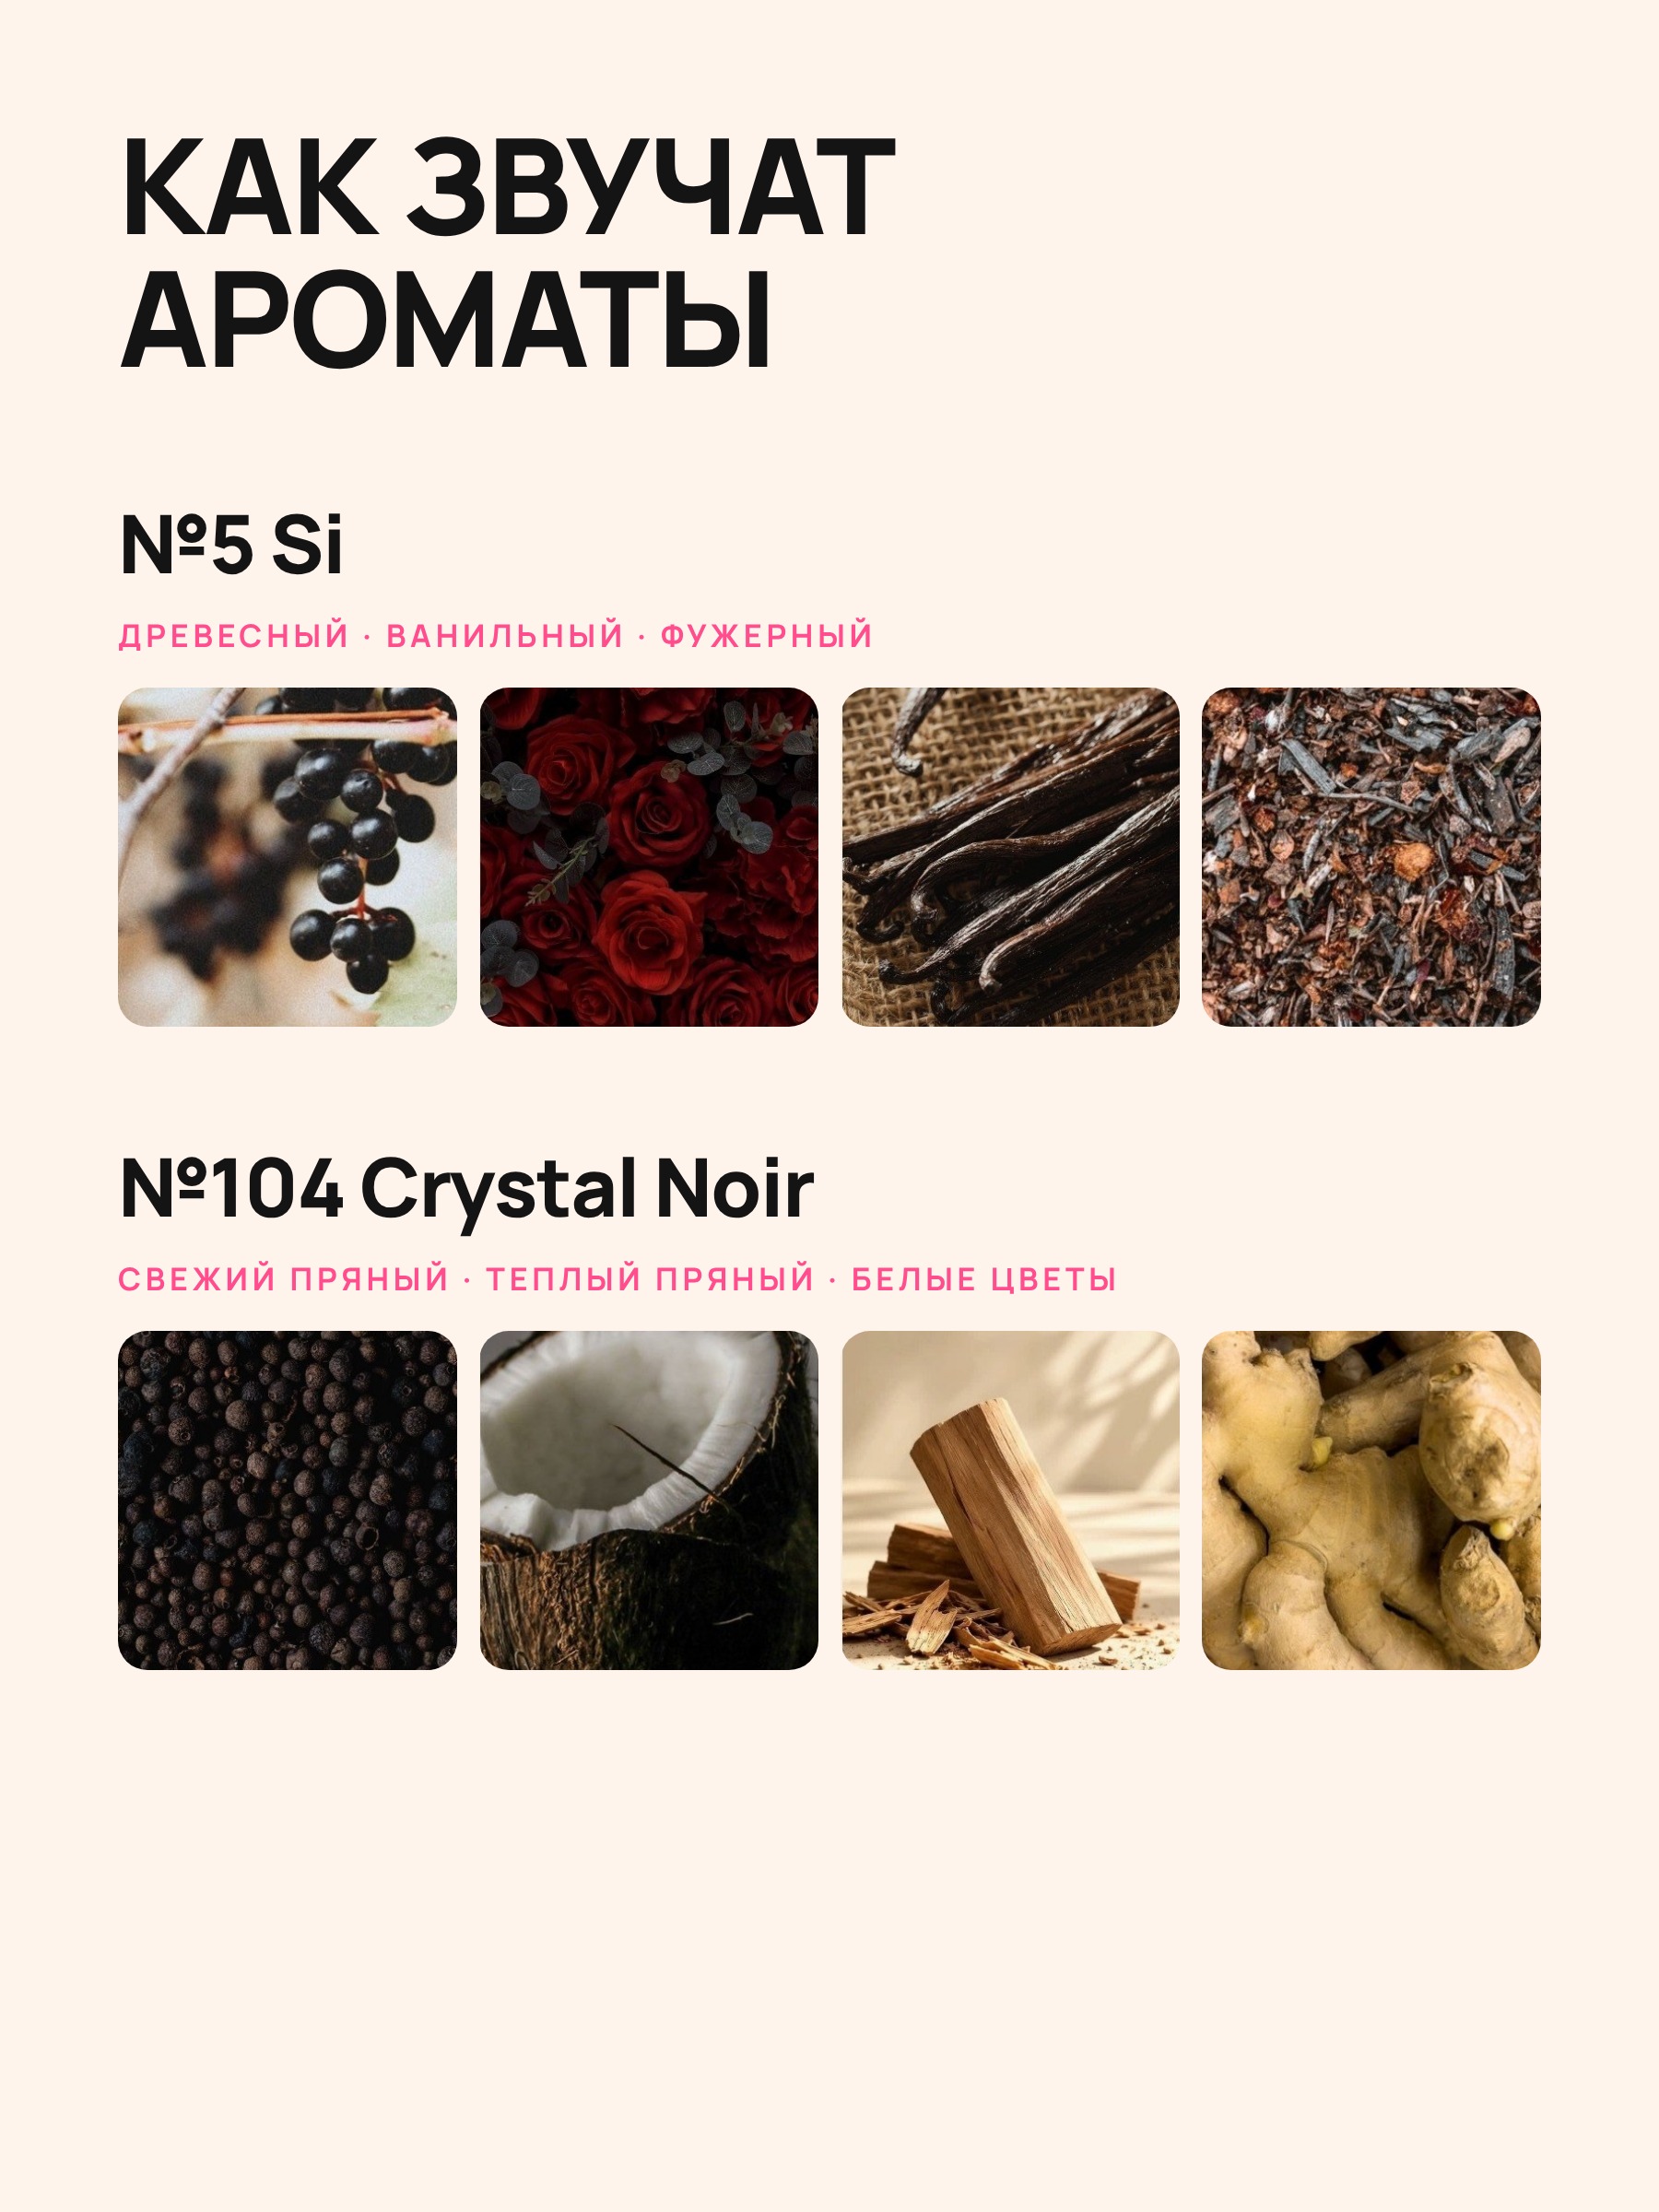 КАК ЗВУЧАТ
АРОМАТЫ
№5 Si
ДРЕВЕСНЫЙ · ВАНИЛЬНЫЙ · ФУЖЕРНЫЙ
№104 Crystal Noir
СВЕЖИЙ ПРЯНЫЙ · ТЕПЛЫЙ ПРЯНЫЙ · БЕЛЫЕ ЦВЕТЫ